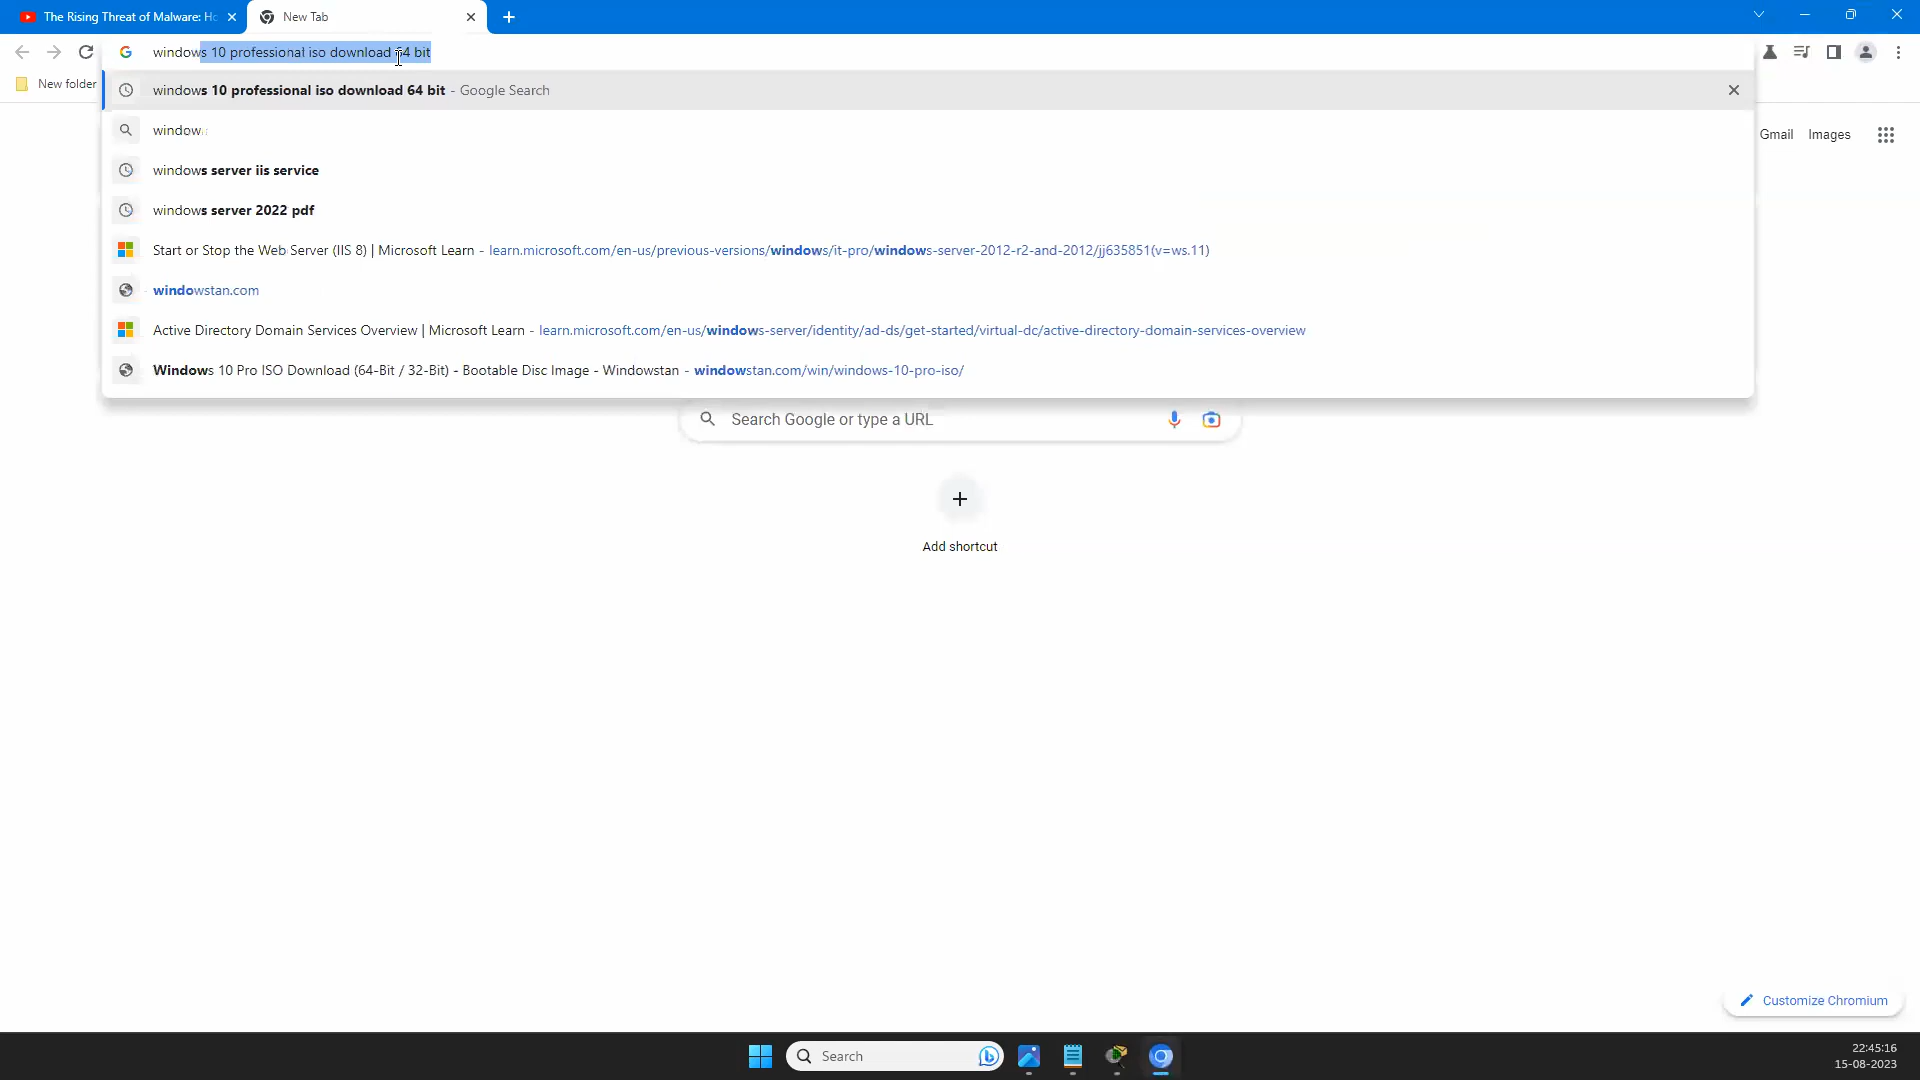 The Rising Threat of Malware: Ho
New Tab
windows 10 professional iso download 64 bit
New folder
windows 10 professional iso download 64 bit - Google Search
window
windows server iis service
windows server 2022 pdf
Start or Stop the Web Server (IIS 8) | Microsoft Learn - learn.microsoft.com/en-us/previous-versions/windows/it-pro/windows-server-2012-r2-and-2012/jj635851(v=ws.11)
windowstan.com
Active Directory Domain Services Overview | Microsoft Learn - learn.microsoft.com/en-us/windows-server/identity/ad-ds/get-started/virtual-dc/active-directory-domain-services-overview
Windows 10 Pro ISO Download (64-Bit / 32-Bit) - Bootable Disc Image - Windowstan - windowstan.com/win/windows-10-pro-iso/
Gmail Images
Search Google or type a URL
Add shortcut
Customize Chromium
Search
22:45:16
15-08-2023